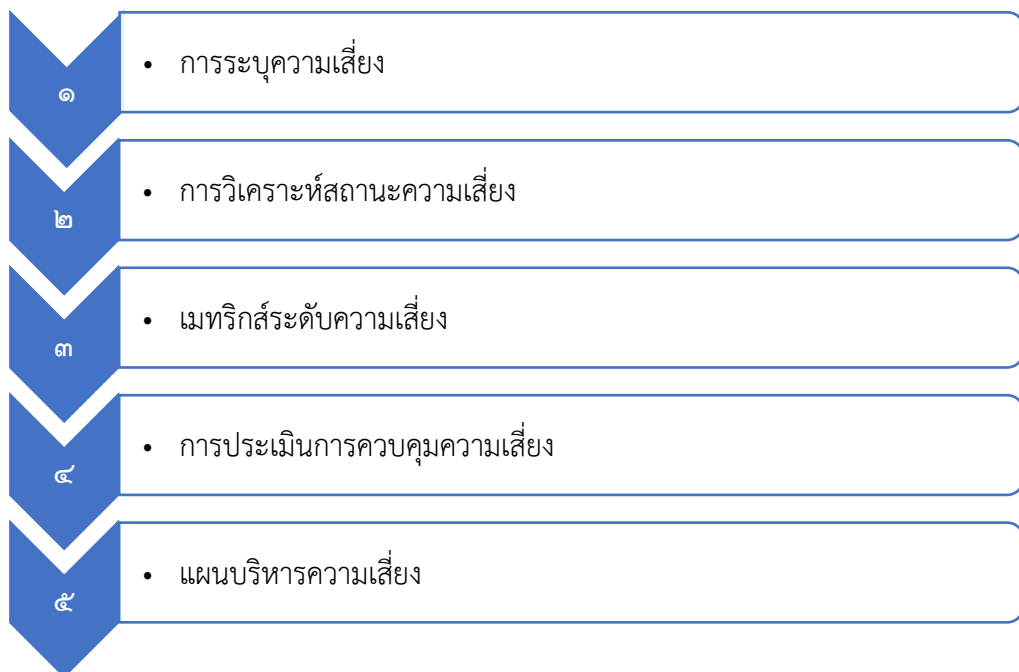 ๑
• การระบุความเสี่ยง
๒
• การวิเคราะห์สถานะความเสี่ยง
๓
• เมทริกส์ระดับความเสี่ยง
๔
• การประเมินการควบคุมความเสี่ยง
๕
• แผนบริหารความเสี่ยง